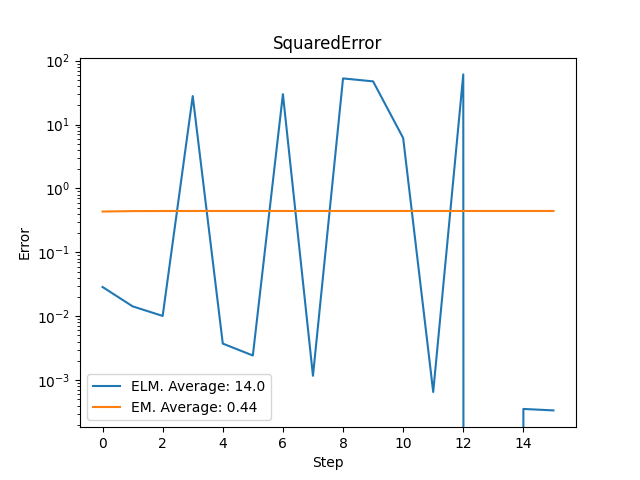 SquaredError
Error
10²
10¹
10⁰
10⁻¹
10⁻²
10⁻³
ELM. Average: 14.0
EM. Average: 0.44
0 2 4 6 8 10 12 14
Step